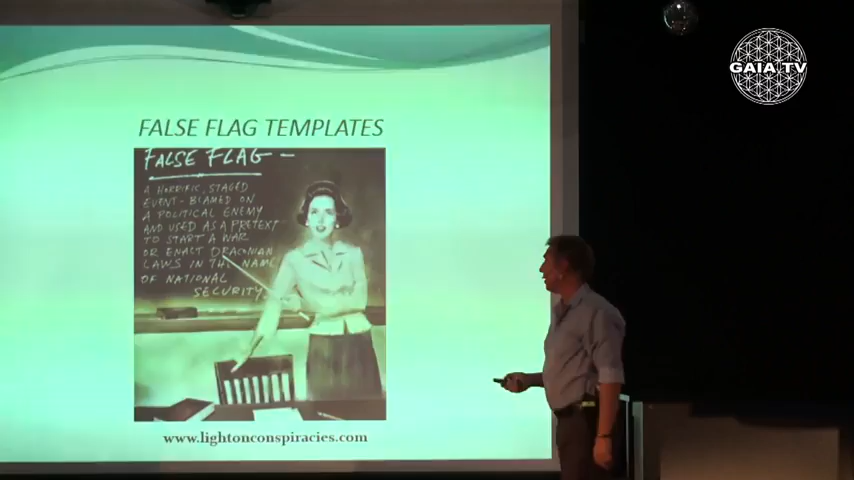 GAIA TV
FALSE FLAG TEMPLATES
FALSE FLAG -
A HORRIFIC, STAGED
EVENT - BLAMED ON
A POLITICAL ENEMY
AND USED AS A PRETEXT
TO START A WAR
OR ENACT DRACONIAN
LAWS IN THE NAME
OF NATIONAL
SECURITY.
www.lightonconspiracies.com